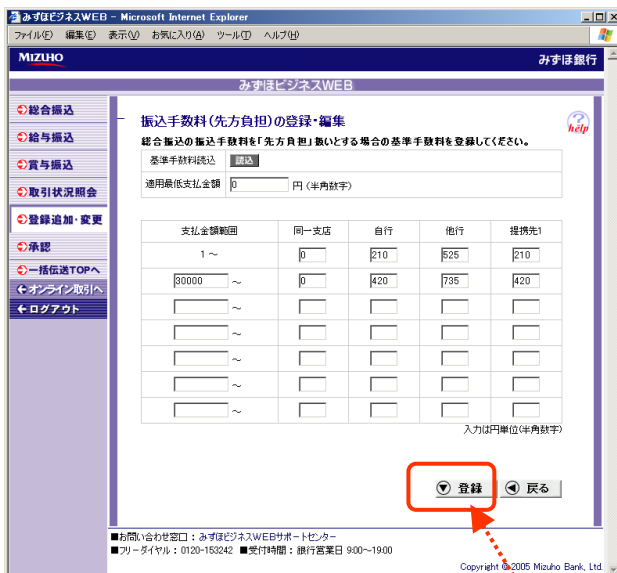 みずほビジネスWEB - Microsoft Internet Explorer
ファイル(F) 編集(E) 表示(V) お気に入り(A) ツール(T) ヘルプ(H)
MIZUHO みずほ銀行
みずほビジネスWEB
総合振込
給与振込
賞与振込
取引状況照会
登録追加・変更
承認
一括伝送TOPへ
オンライン取引へ
ログアウト
振込手数料(先方負担)の登録・編集
help
総合振込の振込手数料を「先方負担」扱いとする場合の基準手数料を登録してください。
基準手数料読込 読込
適用最低支払金額 0 円 (半角数字)
支払金額範囲 同一支店 自行 他行 提携先1
1 ~ 0 210 525 210
30000 ~ 0 420 735 420
~
~
~
~
~
入力は円単位(半角数字)
登録 戻る
■お問い合わせ窓口：みずほビジネスWEBサポートセンター
■フリーダイヤル：0120-153242 ■受付時間：銀行営業日 9:00~19:00
Copyright © 2005 Mizuho Bank, Ltd.